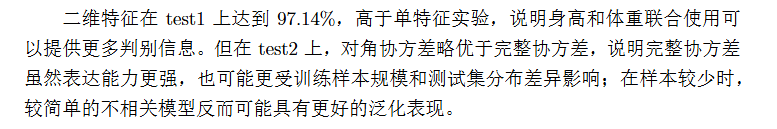 二维特征在 test1 上达到 97.14%，高于单特征实验，说明身高和体重联合使用可
以提供更多判别信息。但在 test2 上，对角协方差略优于完整协方差，说明完整协方差
虽然表达能力更强，也可能更受训练样本规模和测试集分布差异影响；在样本较少时，
较简单的不相关模型反而可能具有更好的泛化表现。